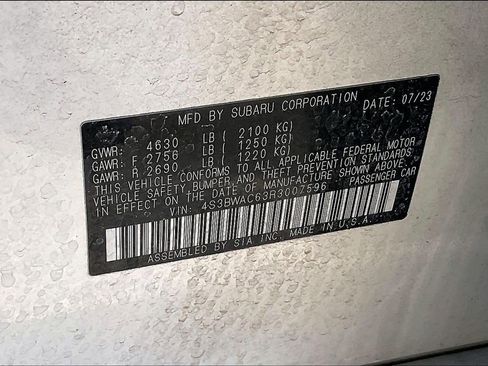 MFD BY SUBARU CORPORATION DATE: 07/23
GVWR: 4630 LB ( 2100 KG)
GAWR: F 2756 LB ( 1250 KG)
GAWR: R 2690 LB ( 1220 KG)
THIS VEHICLE CONFORMS TO ALL APPLICABLE FEDERAL MOTOR
VEHICLE SAFETY, BUMPER AND THEFT PREVENTION STANDARDS
IN EFFECT ON THE DATE OF MANUFACTURE SHOWN ABOVE.
VIN: 4S3BWAC63R3007596 PASSENGER CAR
ASSEMBLED BY SIA INC. MADE IN U.S.A.